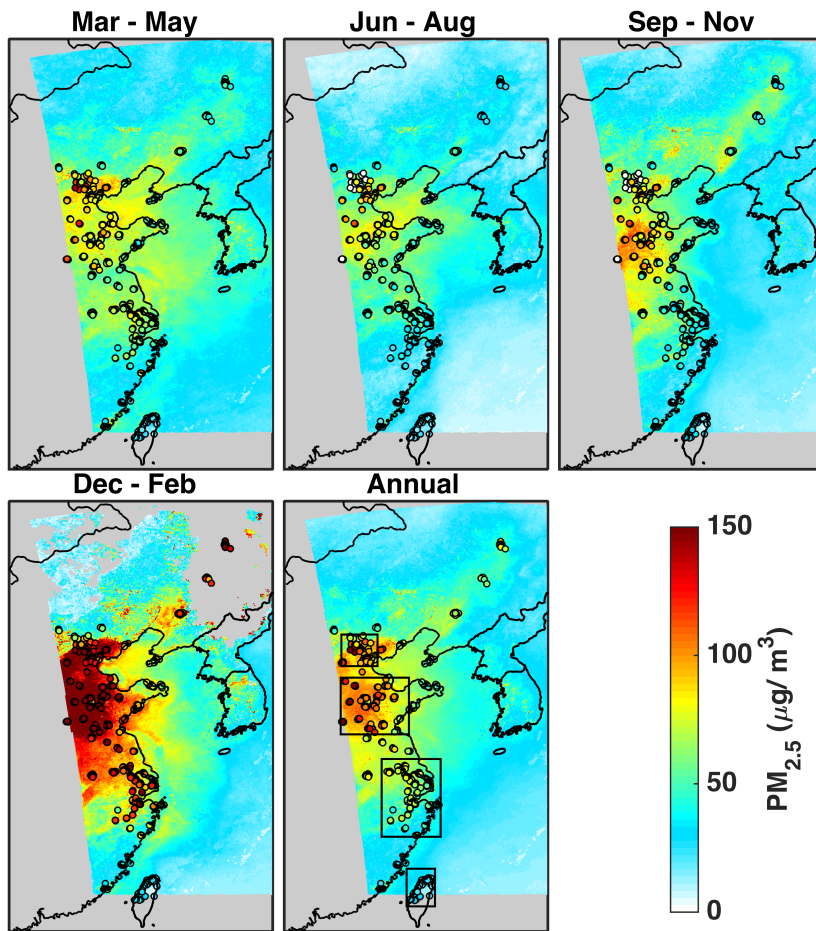 Mar - May
Jun - Aug
Sep - Nov
Dec - Feb
Annual
150
100
50
0
PM2.5 (μg/ m3)